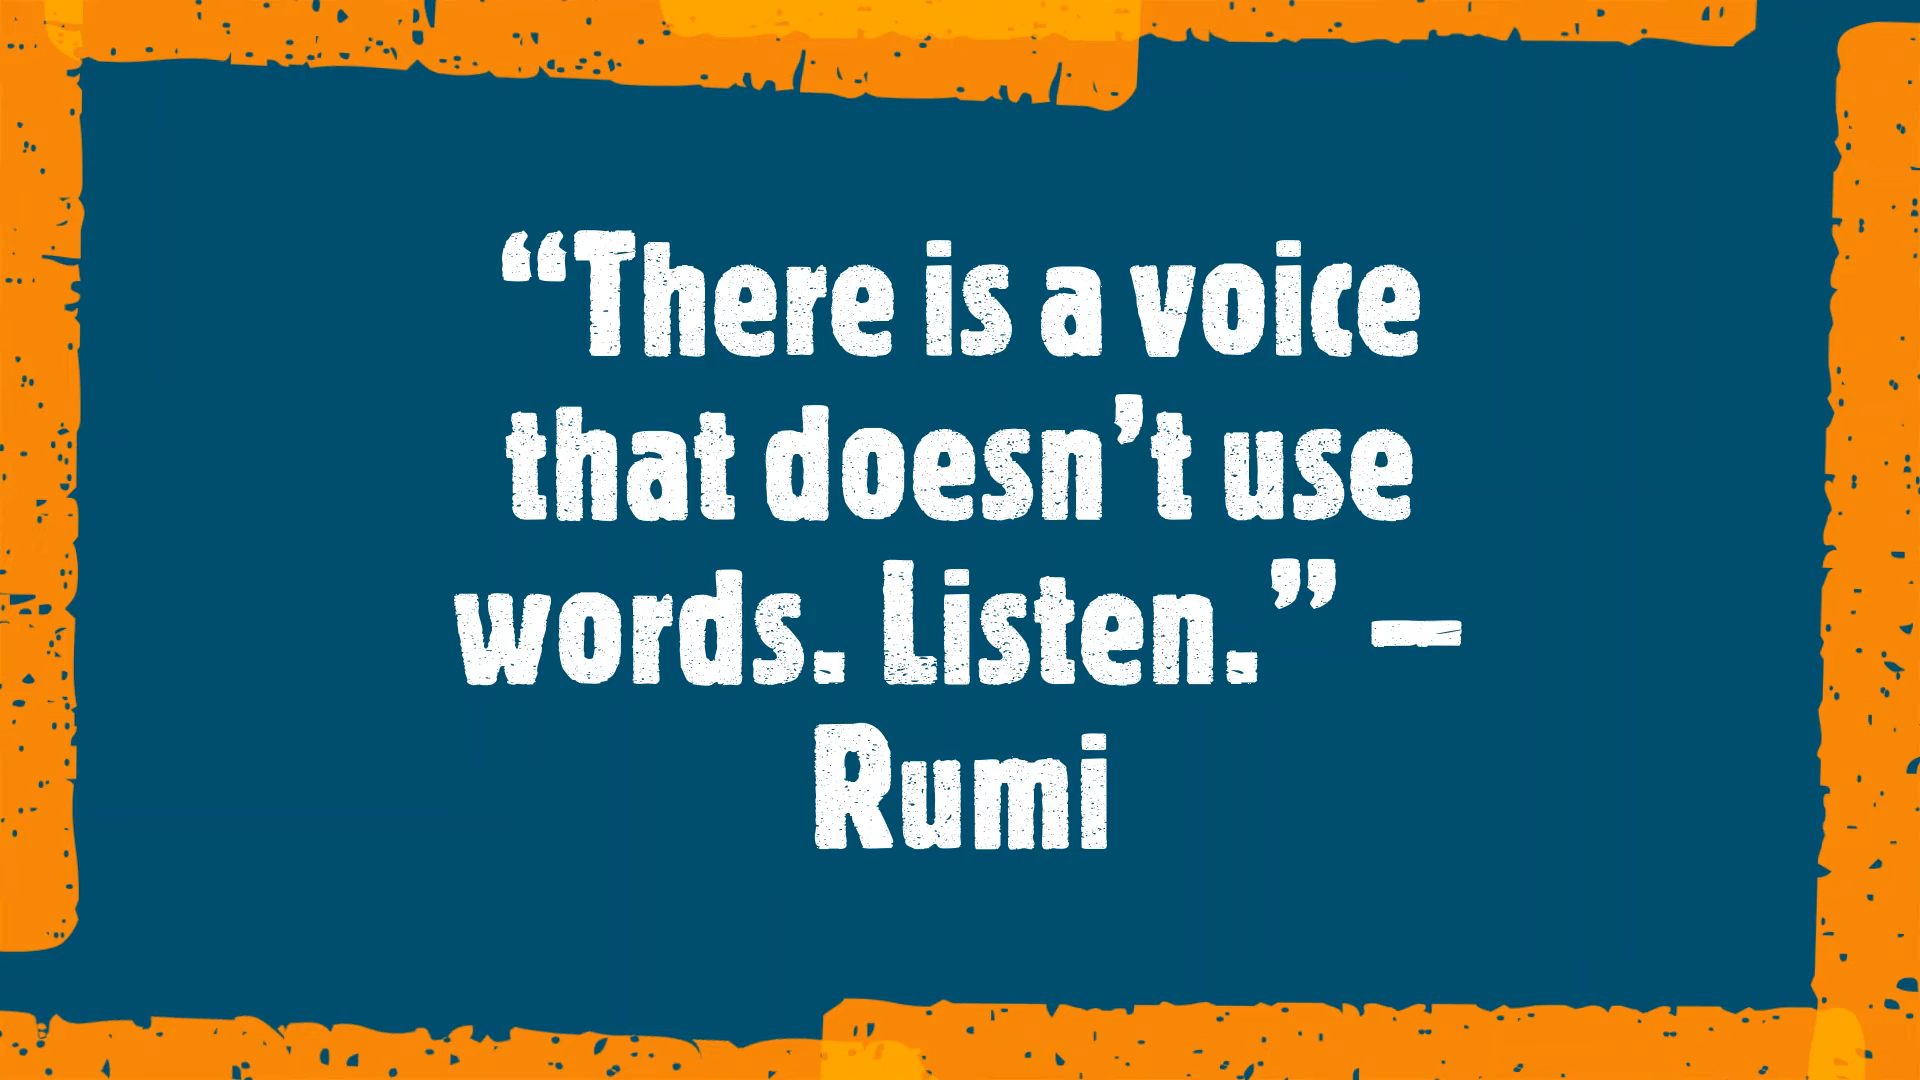 “There is a voice
that doesn’t use
words. Listen.” –
Rumi